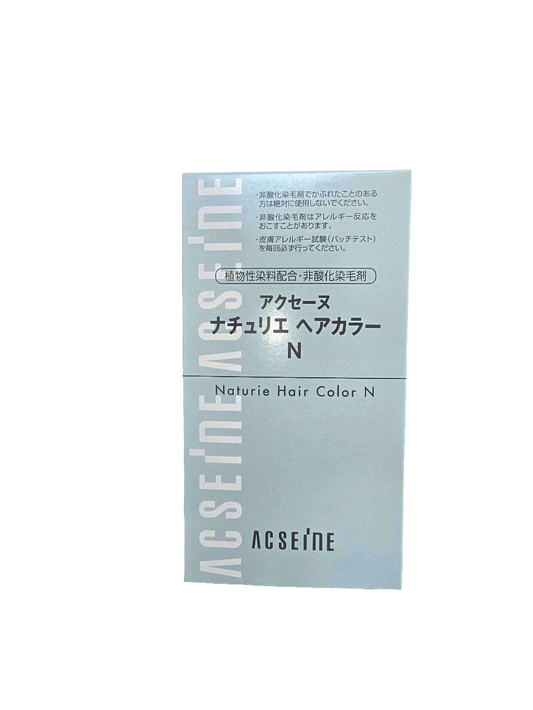 ・非酸化染毛剤でかぶれたことのある
方は絶対に使用しないでください。
・非酸化染毛剤はアレルギー反応を
おこすことがあります。
・皮膚アレルギー試験(パッチテスト)
を毎回必ず行ってください。
植物性染料配合・非酸化染毛剤
アクセーヌ
ナチュリエ ヘアカラー
N
Naturie Hair Color N
ACSEINE
ACSEINE ACSEINE